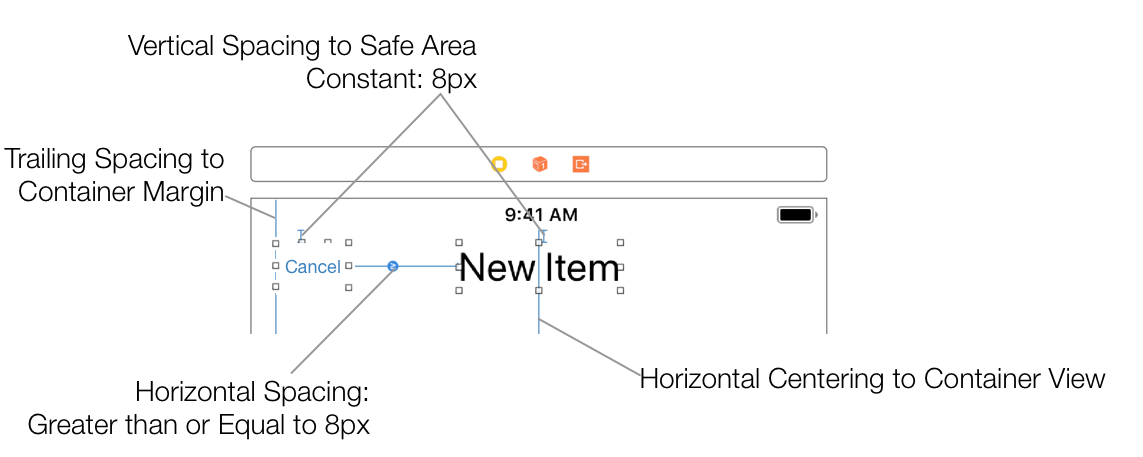 Vertical Spacing to Safe Area
Constant: 8px
Trailing Spacing to
Container Margin
9:41 AM
Cancel
New Item
Horizontal Centering to Container View
Horizontal Spacing:
Greater than or Equal to 8px